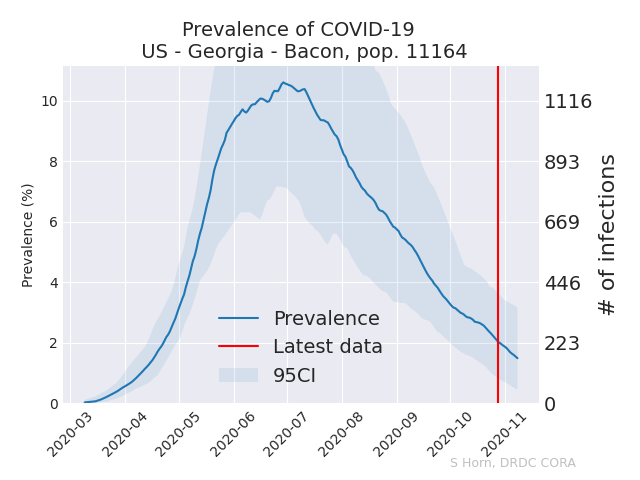 Prevalence of COVID-19
US - Georgia - Bacon, pop. 11164
Prevalence (%)
10
8
6
4
2
0
1116
893
669
446
223
0
# of infections
Prevalence
Latest data
95CI
2020-03
2020-04
2020-05
2020-06
2020-07
2020-08
2020-09
2020-10
2020-11
S Horn, DRDC CORA